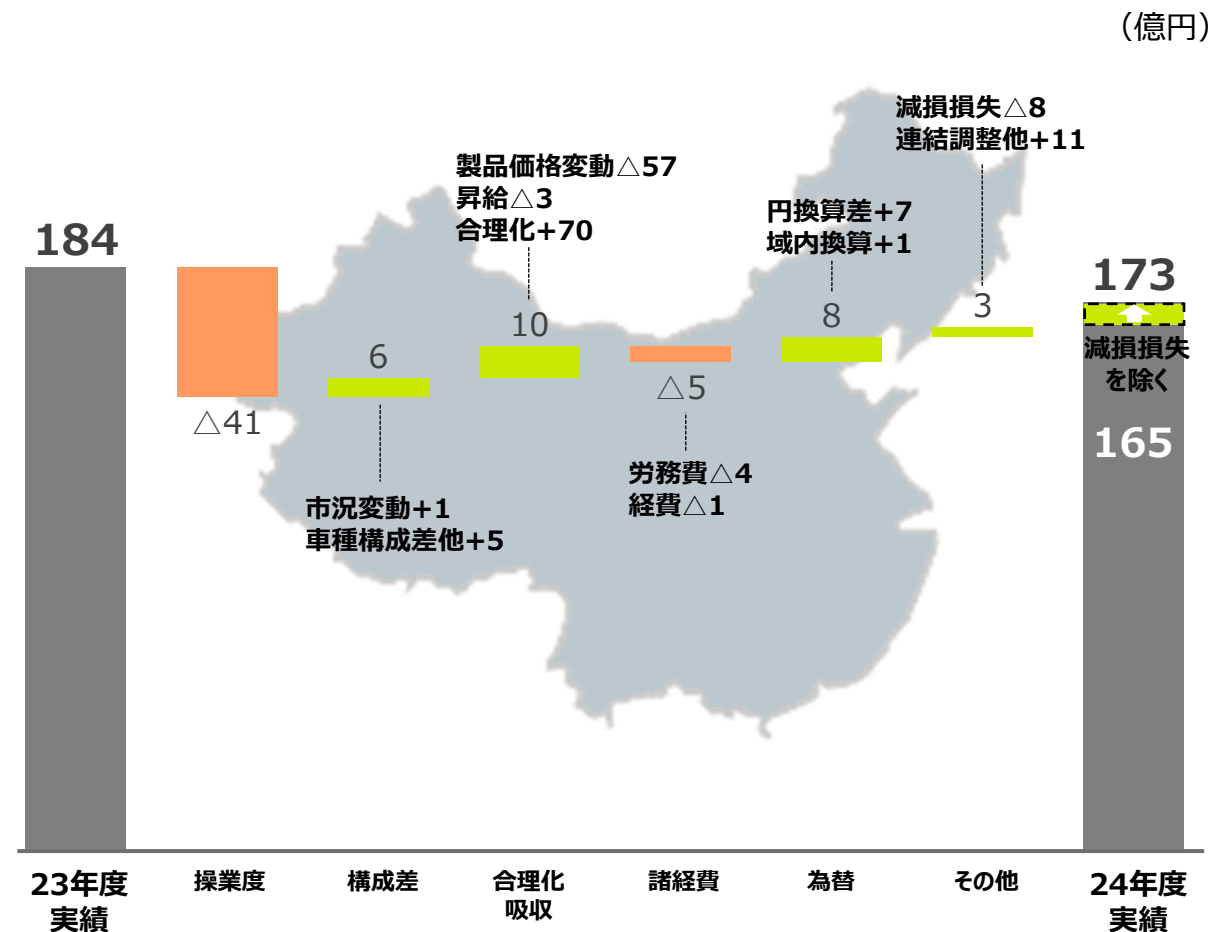 （億円）
減損損失△8
連結調整他+11
製品価格変動△57
昇給△3
合理化+70
円換算差+7
域内換算+1
184
173
10
8
3
6
減損損失
を除く
△5
△41
165
労務費△4
経費△1
市況変動+1
車種構成差他+5
23年度
実績
操業度
構成差
合理化
吸収
諸経費
為替
その他
24年度
実績